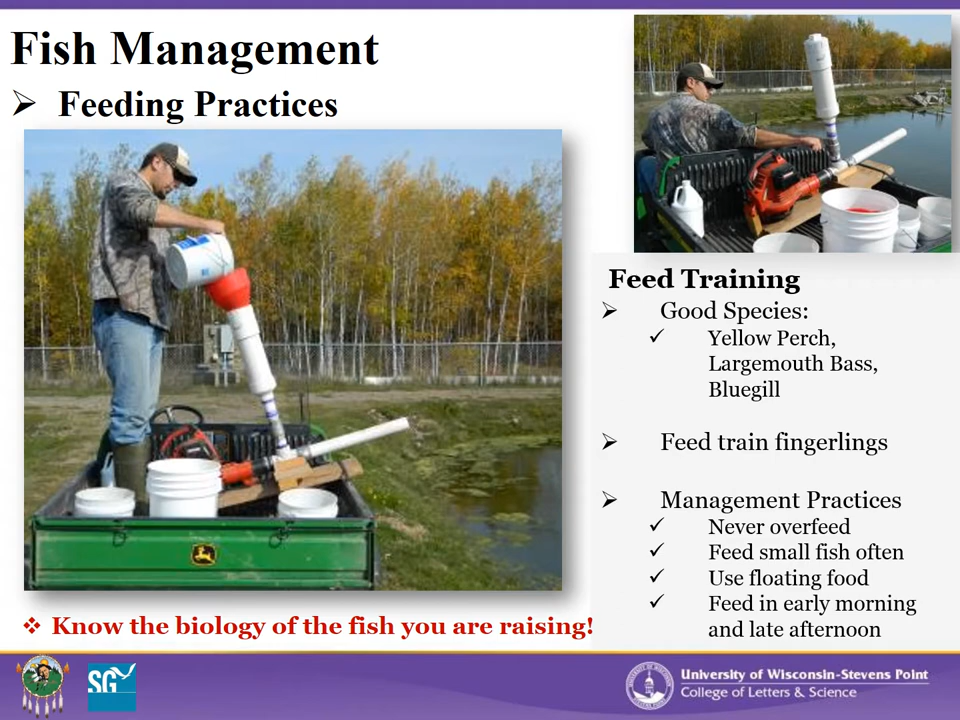 Fish Management
Feeding Practices
Feed Training
Good Species:
Yellow Perch,
Largemouth Bass,
Bluegill
Feed train fingerlings
Management Practices
Never overfeed
Feed small fish often
Use floating food
Feed in early morning
and late afternoon
Know the biology of the fish you are raising!
SG
University of Wisconsin-Stevens Point
College of Letters & Science